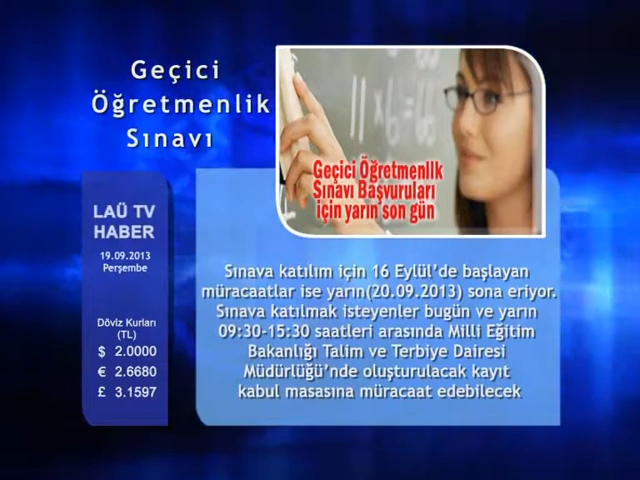 Geçici
Öğretmenlik
Sınavı
11 x 6 = 66
Geçici Öğretmenlik
Sınavı Başvuruları
için yarın son gün
LAÜ TV
HABER
19.09.2013
Perşembe
Döviz Kurları
(TL)
$ 2.0000
€ 2.6680
£ 3.1597
Sınava katılım için 16 Eylül’de başlayan
müracaatlar ise yarın(20.09.2013) sona eriyor.
Sınava katılmak isteyenler bugün ve yarın
09:30-15:30 saatleri arasında Milli Eğitim
Bakanlığı Talim ve Terbiye Dairesi
Müdürlüğü’nde oluşturulacak kayıt
kabul masasına müracaat edebilecek